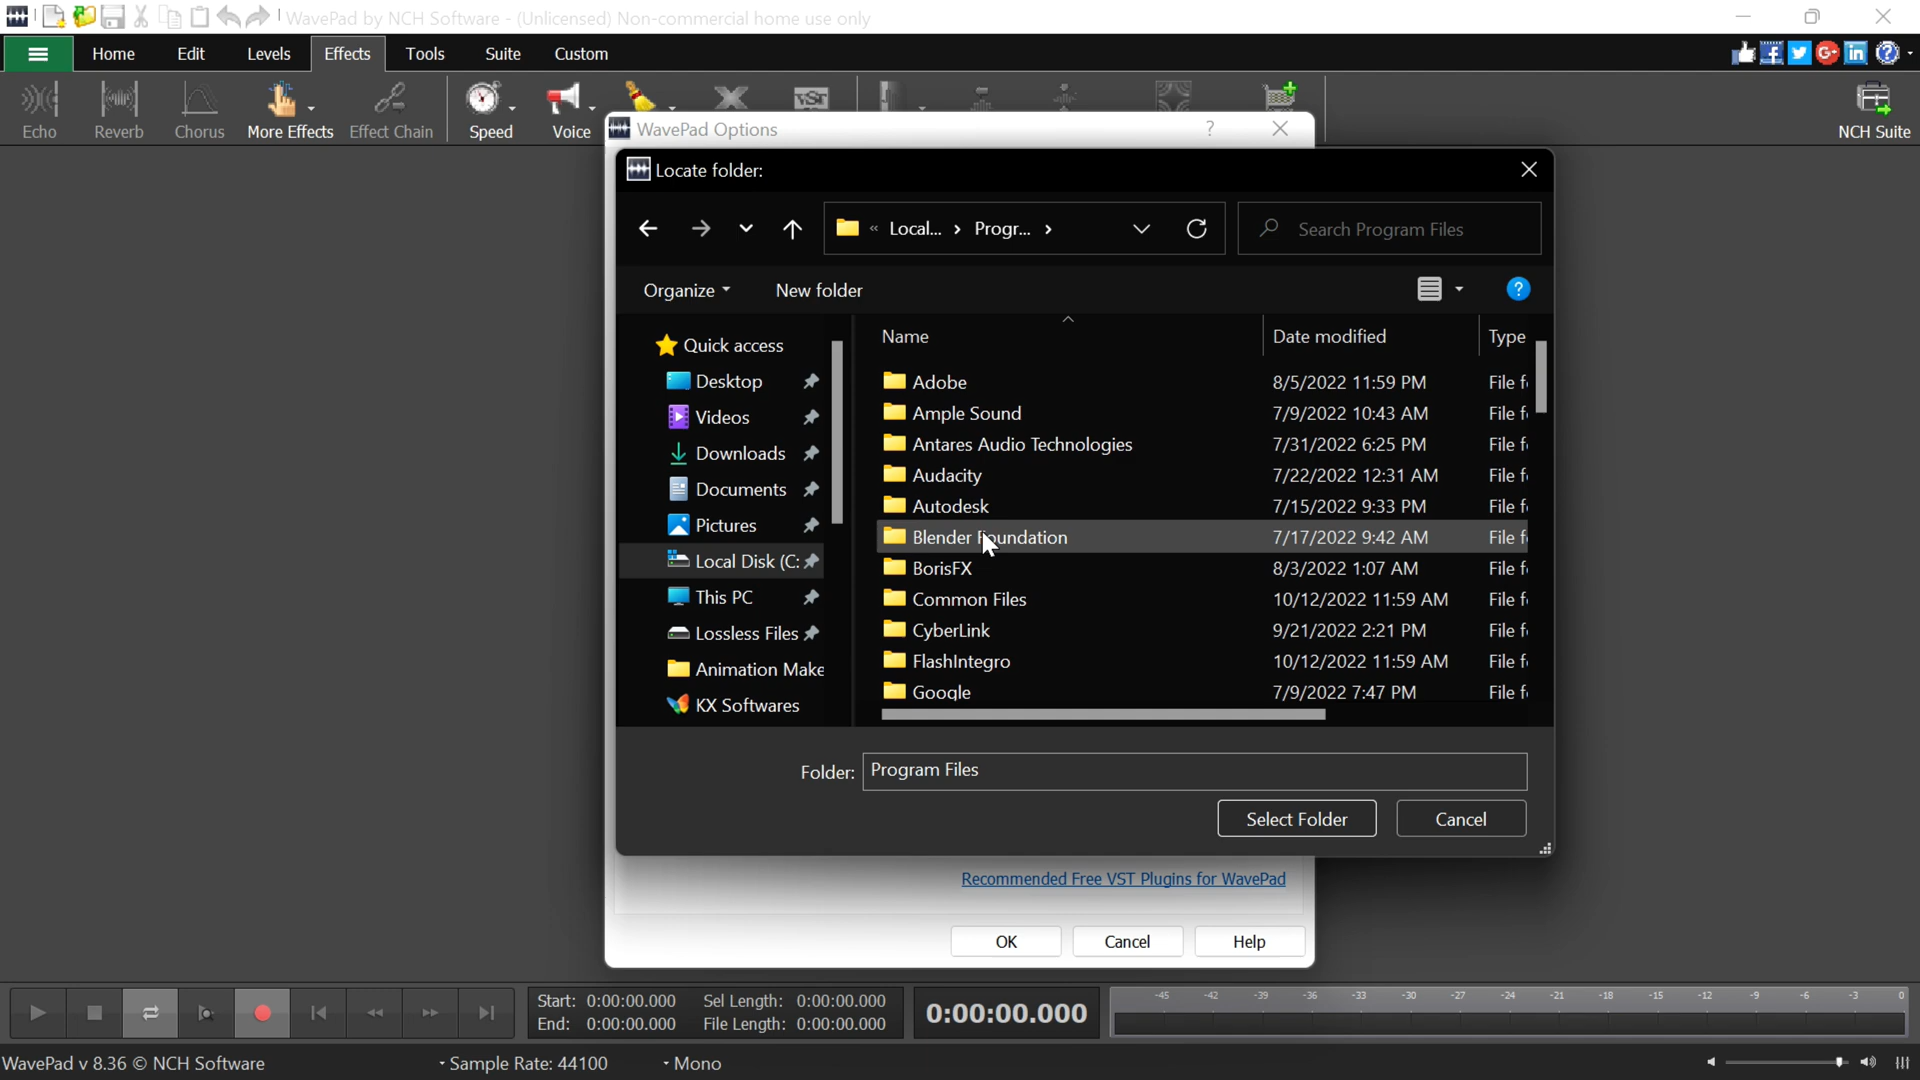 WavePad by NCH Software - (Unlicensed) Non-commercial home use only
Home Edit Levels Effects Tools Suite Custom
Echo Reverb Chorus More Effects Effect Chain Speed Voice NCH Suite
WavePad Options
Locate folder:
« Local... › Progr... › Search Program Files
Organize New folder
Name Date modified Type
Quick access
Desktop
Videos
Downloads
Documents
Pictures
Local Disk (C:
This PC
Lossless Files
Animation Make
KX Softwares
Adobe 8/5/2022 11:59 PM File f
Ample Sound 7/9/2022 10:43 AM File f
Antares Audio Technologies 7/31/2022 6:25 PM File f
Audacity 7/22/2022 12:31 AM File f
Autodesk 7/15/2022 9:33 PM File f
Blender Foundation 7/17/2022 9:42 AM File f
BorisFX 8/3/2022 1:07 AM File f
Common Files 10/12/2022 11:59 AM File f
CyberLink 9/21/2022 2:21 PM File f
FlashIntegro 10/12/2022 11:59 AM File f
Google 7/9/2022 7:47 PM File f
Folder: Program Files
Select Folder Cancel
Recommended Free VST Plugins for WavePad
OK Cancel Help
Start: 0:00:00.000 Sel Length: 0:00:00.000
End: 0:00:00.000 File Length: 0:00:00.000
0:00:00.000
-45 -42 -39 -36 -33 -30 -27 -24 -21 -18 -15 -12 -9 -6 -3 0
WavePad v 8.36 © NCH Software Sample Rate: 44100 Mono